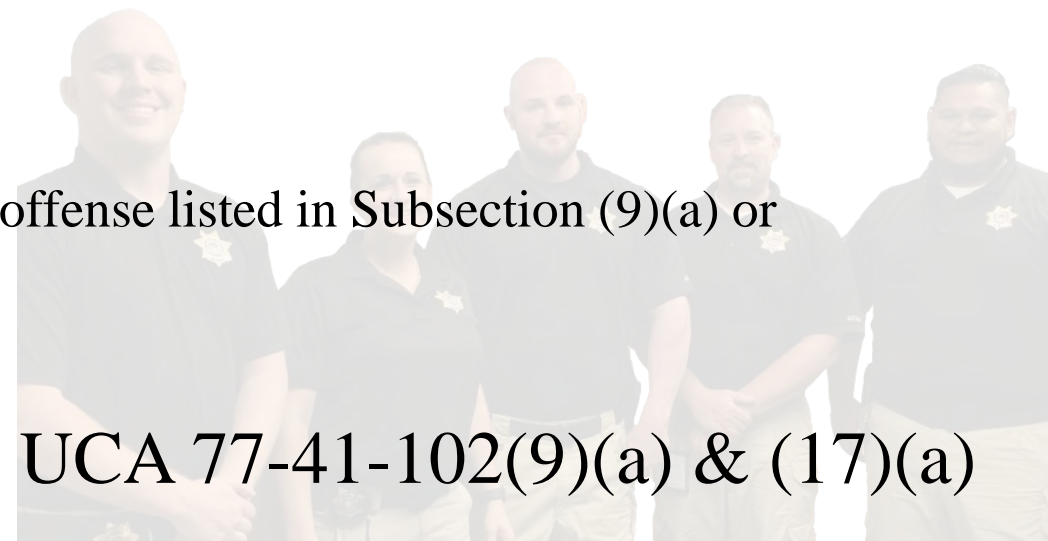 offense listed in Subsection (9)(a) or
UCA 77-41-102(9)(a) & (17)(a)